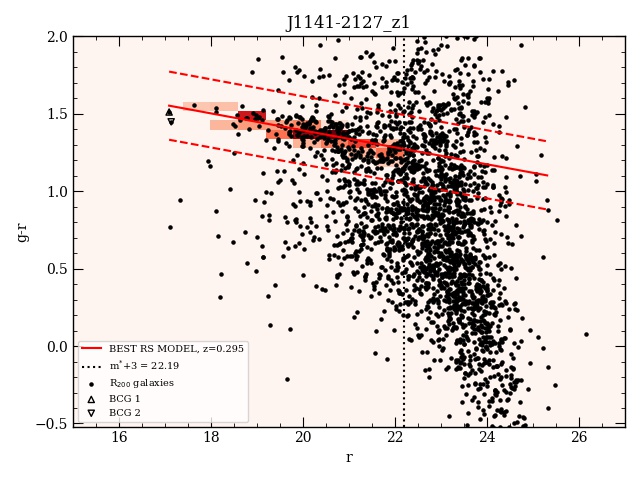 J1141-2127_z1
2.0
1.5
1.0
0.5
0.0
−0.5
g-r
BEST RS MODEL, z=0.295
m*+3 = 22.19
R200 galaxies
BCG 1
BCG 2
16 18 20 22 24 26
r